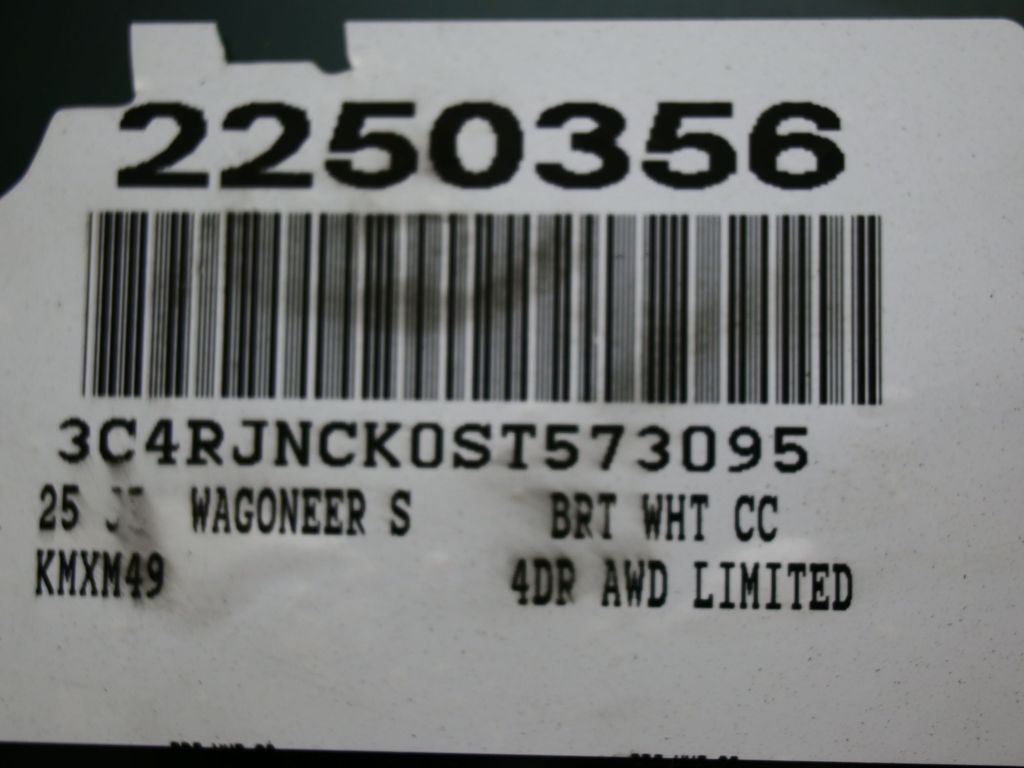 2250356
3C4RJNCK0ST573095
25 WAGONEER S BRT WHT CC
KMXM49 4DR AWD LIMITED